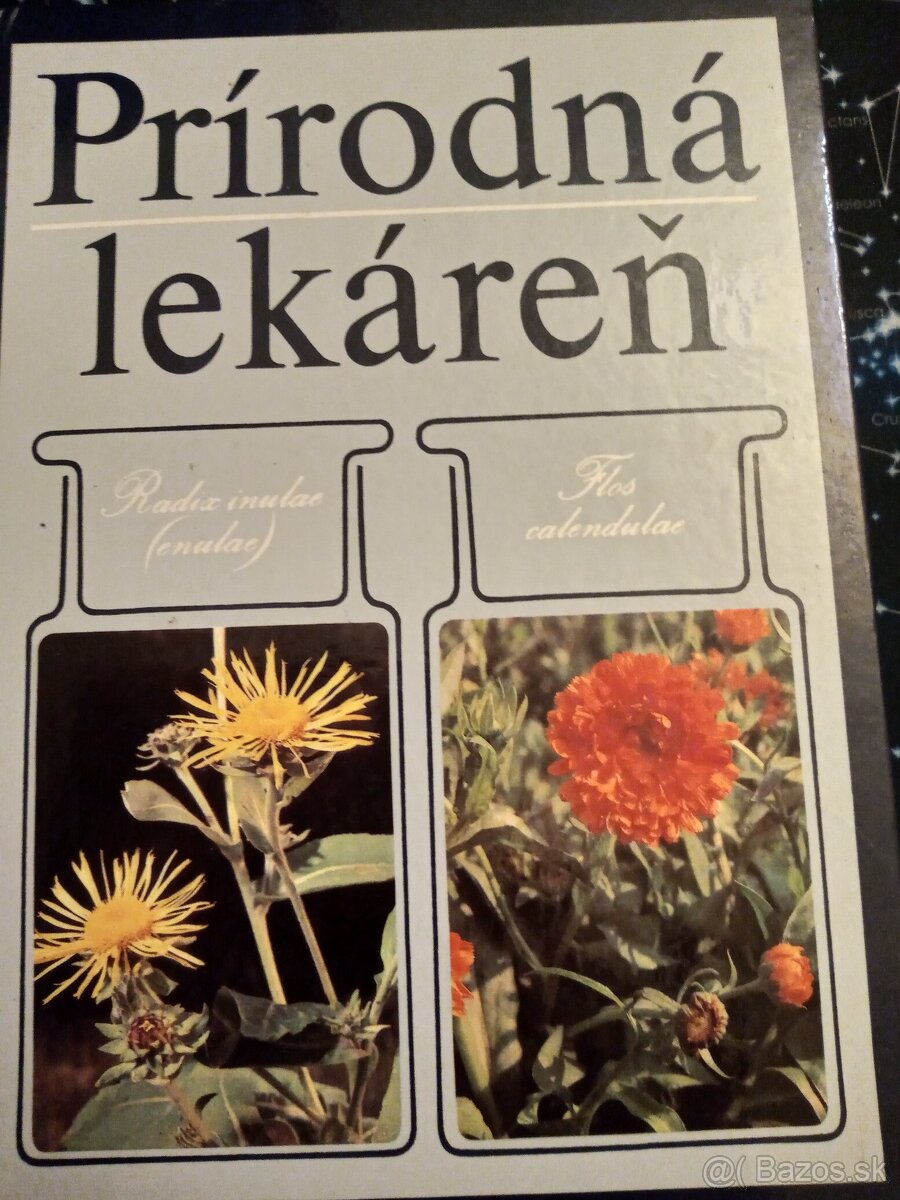 Prírodná
lekáreň
Radix inulae
(enulae)
Flos
calendulae
@( Bazos.sk